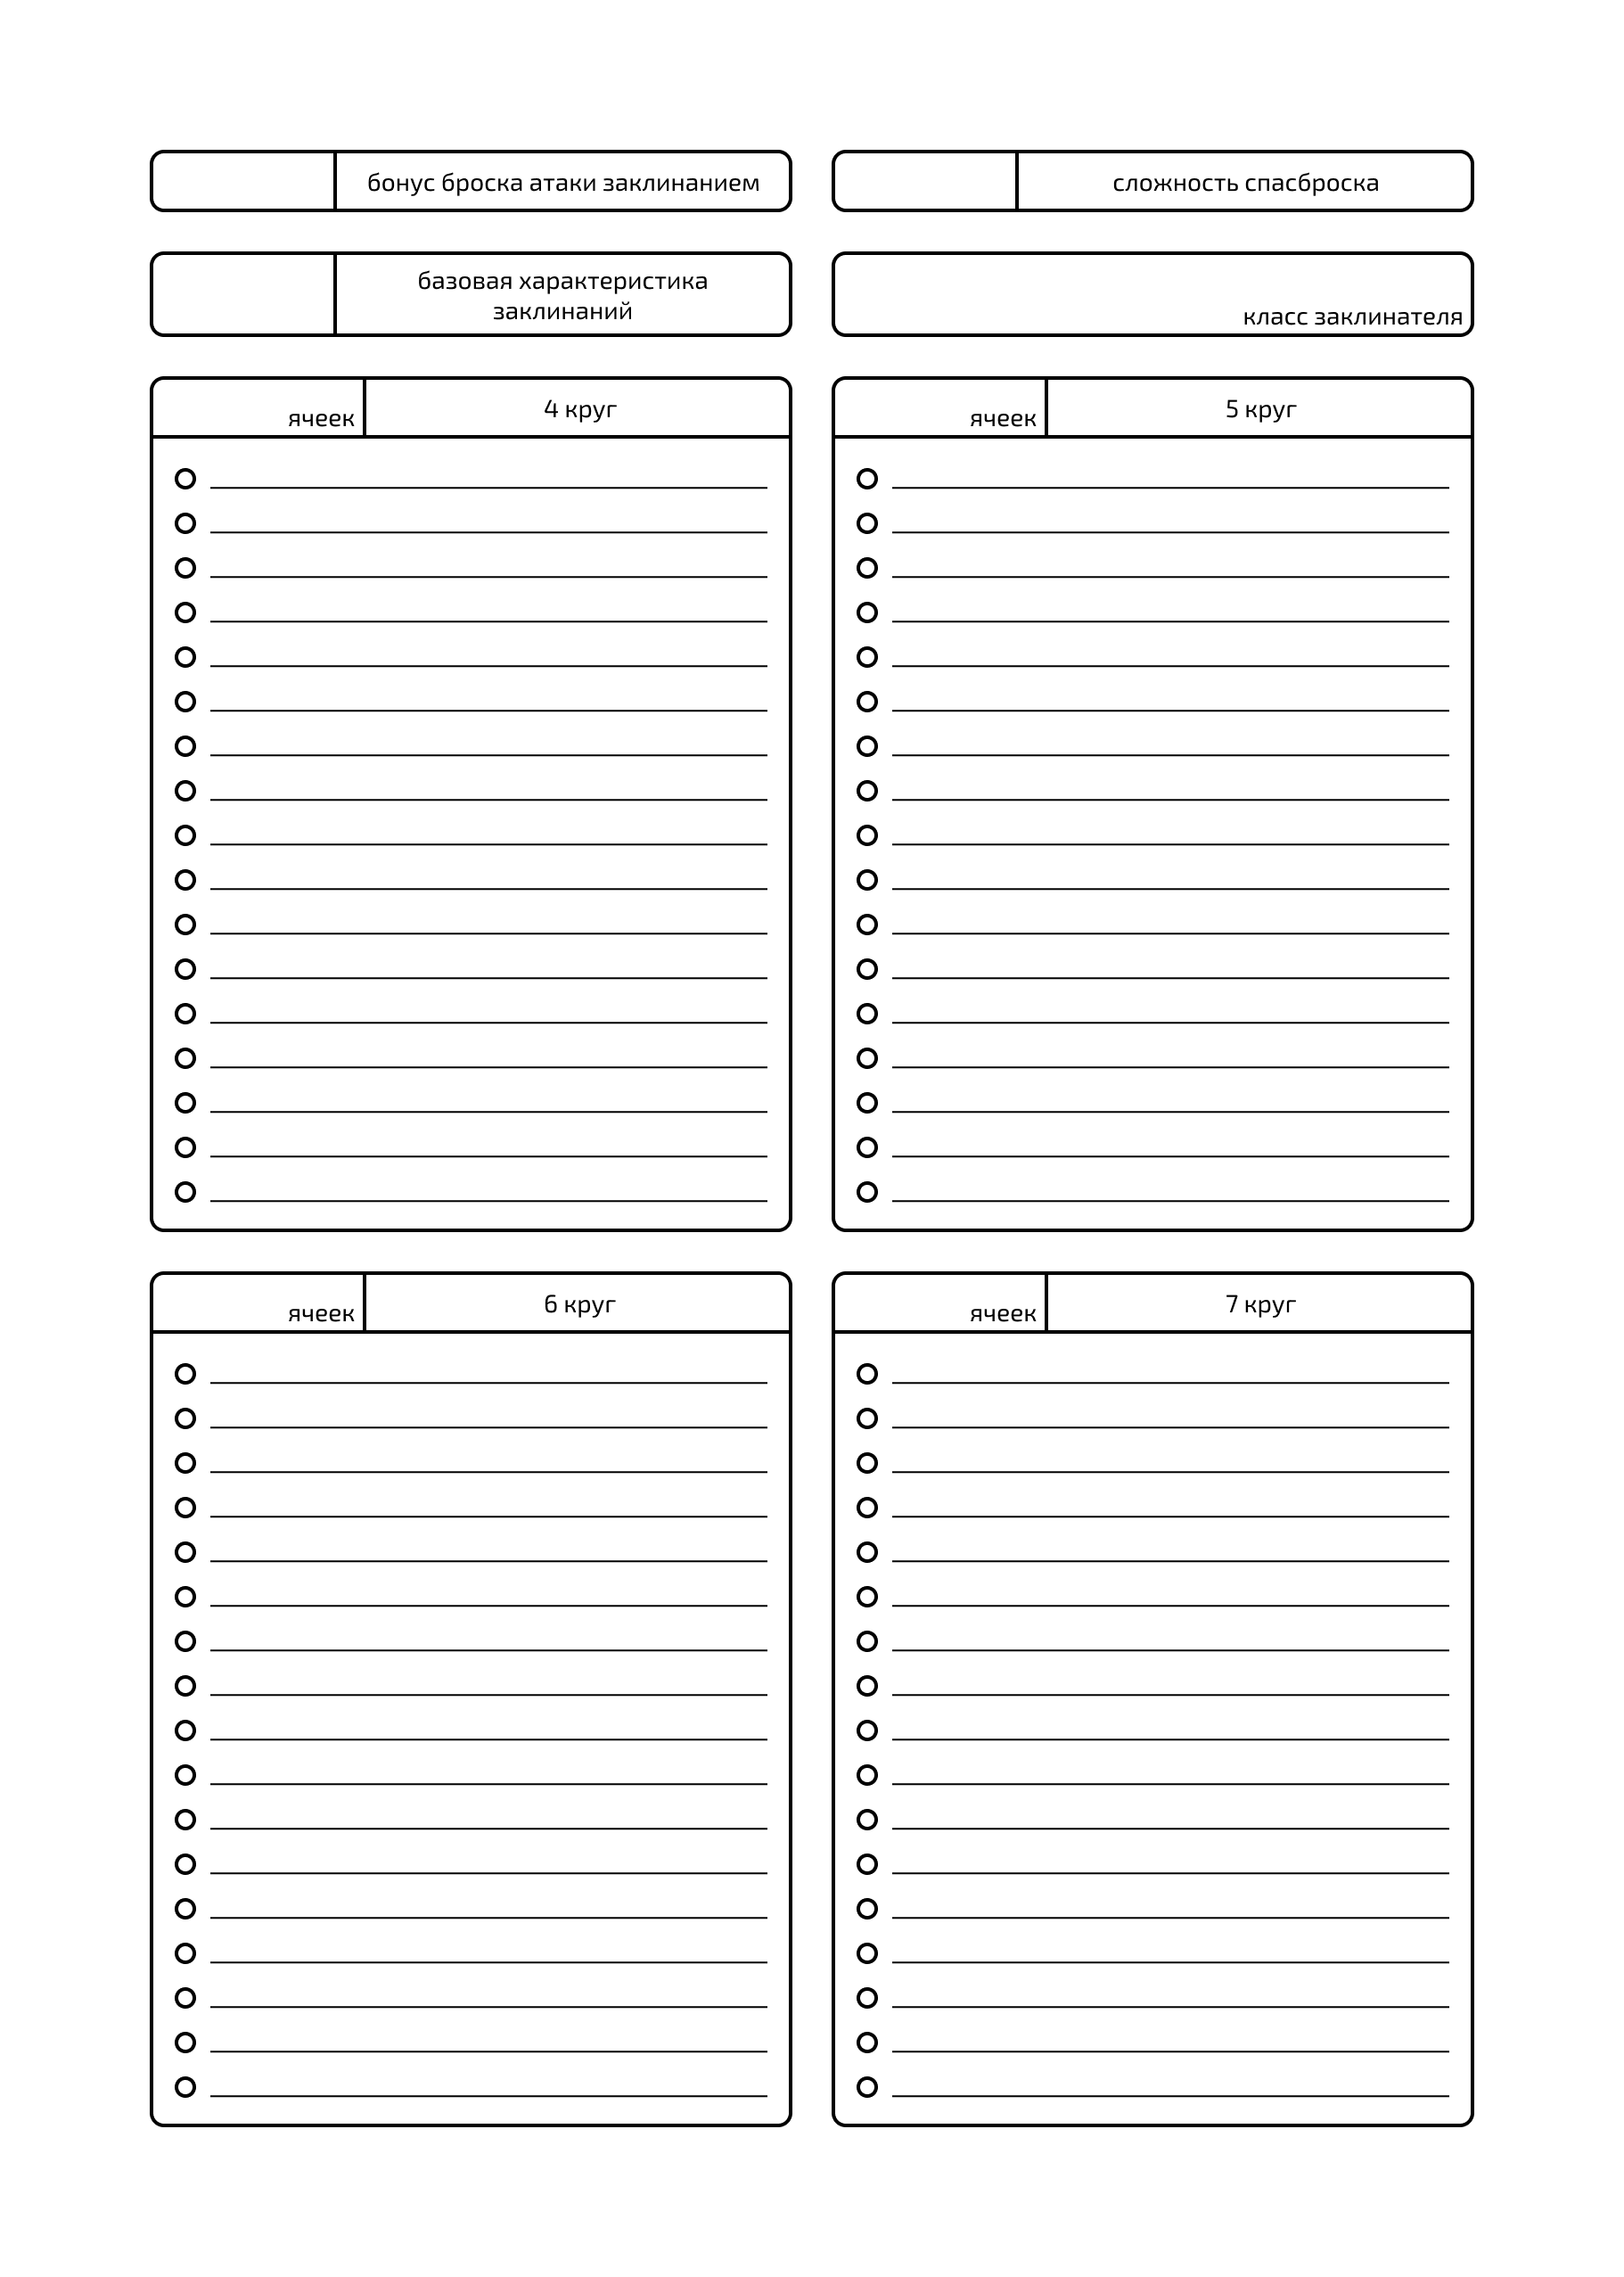 бонус броска атаки заклинанием
сложность спасброска
базовая характеристика
заклинаний
класс заклинателя
ячеек
4 круг
ячеек
5 круг
ячеек
6 круг
ячеек
7 круг